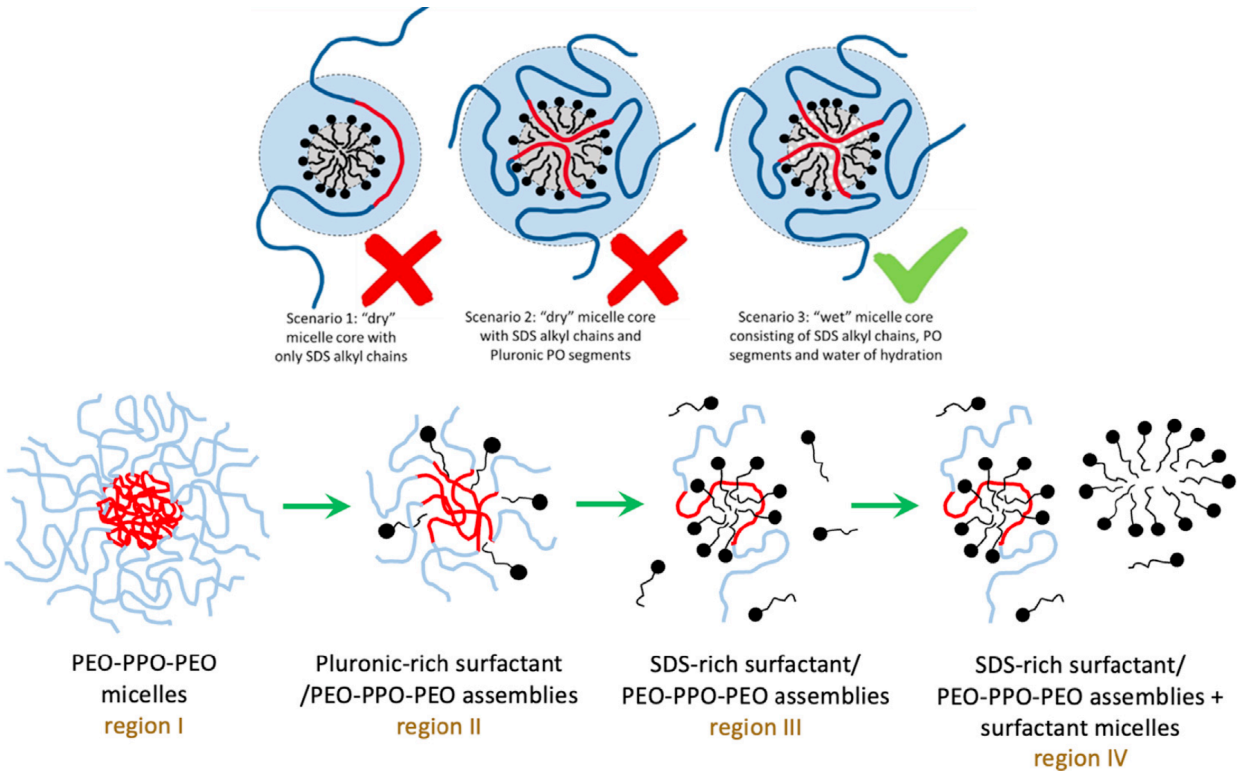 Scenario 1: “dry”
micelle core with
only SDS alkyl chains
Scenario 2: “dry” micelle core
with SDS alkyl chains and
Pluronic PO segments
Scenario 3: “wet” micelle core
consisting of SDS alkyl chains, PO
segments and water of hydration
PEO-PPO-PEO
micelles
region I
Pluronic-rich surfactant
/PEO-PPO-PEO assemblies
region II
SDS-rich surfactant/
PEO-PPO-PEO assemblies
region III
SDS-rich surfactant/
PEO-PPO-PEO assemblies +
surfactant micelles
region IV